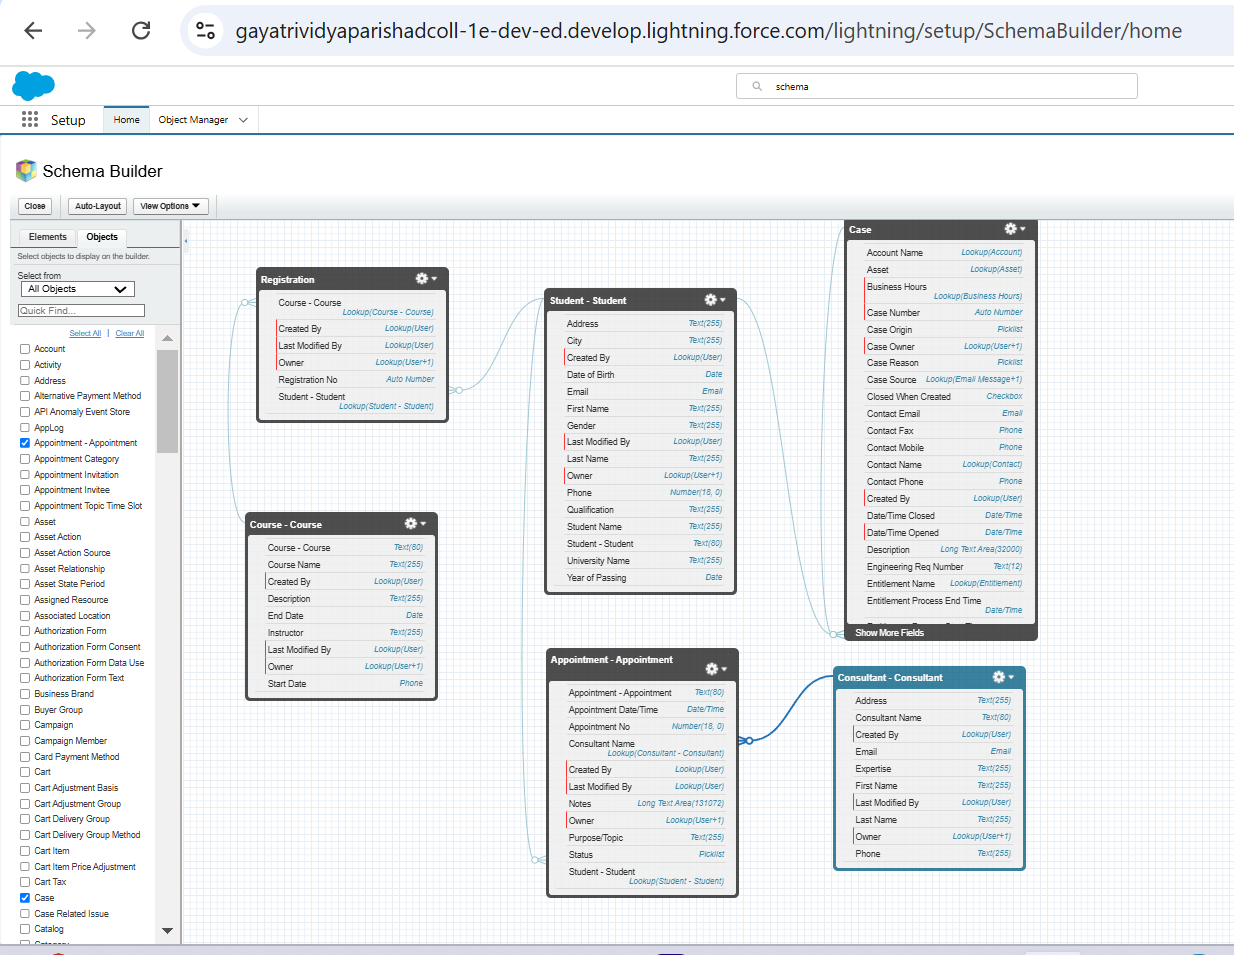 gayatrividyaparishadcoll-1e-dev-ed.develop.lightning.force.com/lightning/setup/SchemaBuilder/home
schema
Setup
Home
Object Manager
Schema Builder
Close
Auto-Layout
View Options
Elements
Objects
Select objects to display on the builder.
Select from
All Objects
Quick Find...
Select All | Clear All
Account
Activity
Address
Alternative Payment Method
API Anomaly Event Store
AppLog
Appointment - Appointment
Appointment Category
Appointment Invitation
Appointment Invitee
Appointment Topic Time Slot
Asset
Asset Action
Asset Action Source
Asset Relationship
Asset State Period
Assigned Resource
Associated Location
Authorization Form
Authorization Form Consent
Authorization Form Data Use
Authorization Form Text
Business Brand
Buyer Group
Campaign
Campaign Member
Card Payment Method
Cart
Cart Adjustment Basis
Cart Adjustment Group
Cart Delivery Group
Cart Delivery Group Method
Cart Item
Cart Item Price Adjustment
Cart Tax
Case
Case Related Issue
Catalog
Registration
Course - Course
Lookup(Course - Course)
Created By Lookup(User)
Last Modified By Lookup(User)
Owner Lookup(User+1)
Registration No Auto Number
Student - Student
Lookup(Student - Student)
Course - Course
Course - Course Text(80)
Course Name Text(255)
Created By Lookup(User)
Description Text(255)
End Date Date
Instructor Text(255)
Last Modified By Lookup(User)
Owner Lookup(User+1)
Start Date Phone
Student - Student
Address Text(255)
City Text(255)
Created By Lookup(User)
Date of Birth Date
Email Email
First Name Text(255)
Gender Text(255)
Last Modified By Lookup(User)
Last Name Text(255)
Owner Lookup(User+1)
Phone Number(18, 0)
Qualification Text(255)
Student Name Text(255)
Student - Student Text(80)
University Name Text(255)
Year of Passing Date
Appointment - Appointment
Appointment - Appointment Text(80)
Appointment Date/Time Date/Time
Appointment No Number(18, 0)
Consultant Name
Lookup(Consultant - Consultant)
Created By Lookup(User)
Last Modified By Lookup(User)
Notes Long Text Area(131072)
Owner Lookup(User+1)
Purpose/Topic Text(255)
Status Picklist
Student - Student
Lookup(Student - Student)
Case
Account Name Lookup(Account)
Asset Lookup(Asset)
Business Hours
Lookup(Business Hours)
Case Number Auto Number
Case Origin Picklist
Case Owner Lookup(User+1)
Case Reason Picklist
Case Source Lookup(Email Message+1)
Closed When Created Checkbox
Contact Email Email
Contact Fax Phone
Contact Mobile Phone
Contact Name Lookup(Contact)
Contact Phone Phone
Created By Lookup(User)
Date/Time Closed Date/Time
Date/Time Opened Date/Time
Description Long Text Area(32000)
Engineering Req Number Text(12)
Entitlement Name Lookup(Entitlement)
Entitlement Process End Time
Date/Time
Show More Fields
Consultant - Consultant
Address Text(255)
Consultant Name Text(80)
Created By Lookup(User)
Email Email
Expertise Text(255)
First Name Text(255)
Last Modified By Lookup(User)
Last Name Text(255)
Owner Lookup(User+1)
Phone Text(255)